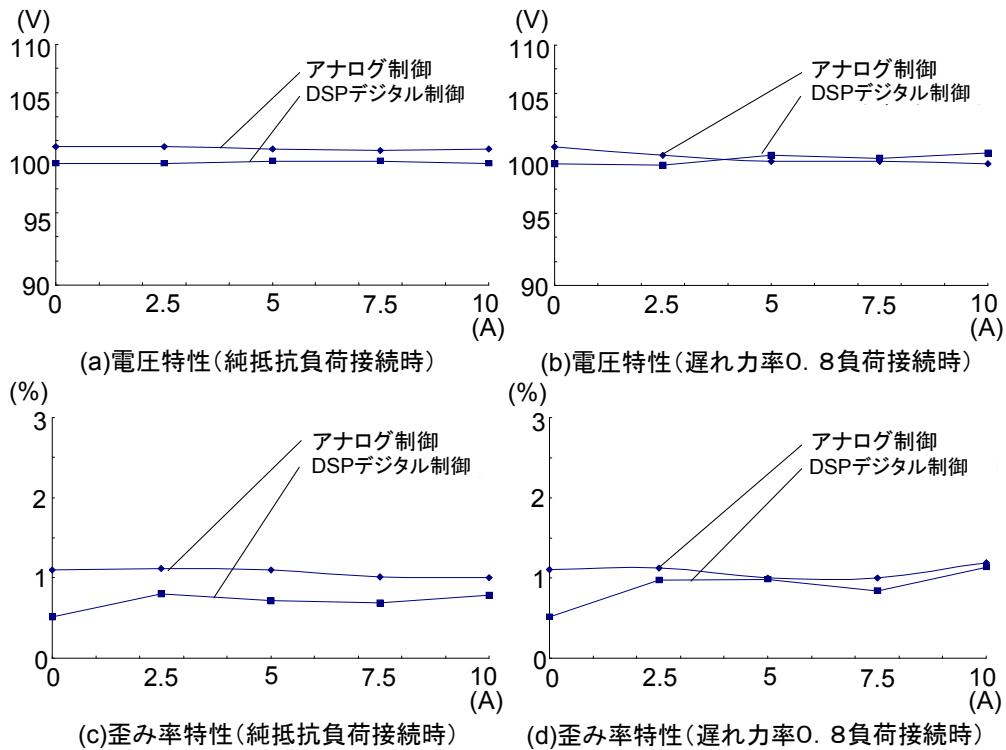 (V)
110
105
100
95
90
0
2.5
5
7.5
10
(A)
アナログ制御
DSPデジタル制御
(a)電圧特性(純抵抗負荷接続時)
(V)
110
105
100
95
90
0
2.5
5
7.5
10
(A)
アナログ制御
DSPデジタル制御
(b)電圧特性(遅れ力率0.8負荷接続時)
(%)
3
2
1
0
0
2.5
5
7.5
10
(A)
アナログ制御
DSPデジタル制御
(c)歪み率特性(純抵抗負荷接続時)
(%)
3
2
1
0
0
2.5
5
7.5
10
(A)
アナログ制御
DSPデジタル制御
(d)歪み率特性(遅れ力率0.8負荷接続時)